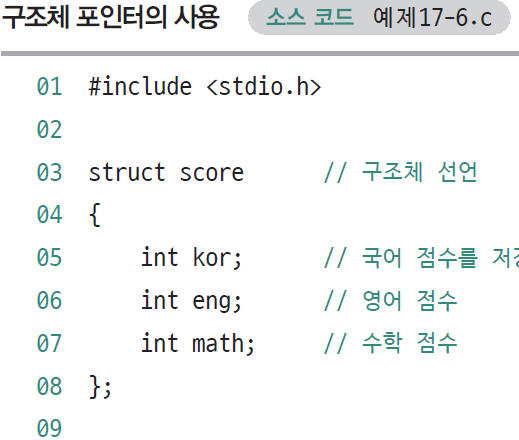 구조체 포인터의 사용 소스 코드 예제17-6.c
01 #include <stdio.h>
02
03 struct score // 구조체 선언
04 {
05 int kor; // 국어 점수를
06 int eng; // 영어 점수
07 int math; // 수학 점수
08 };
09